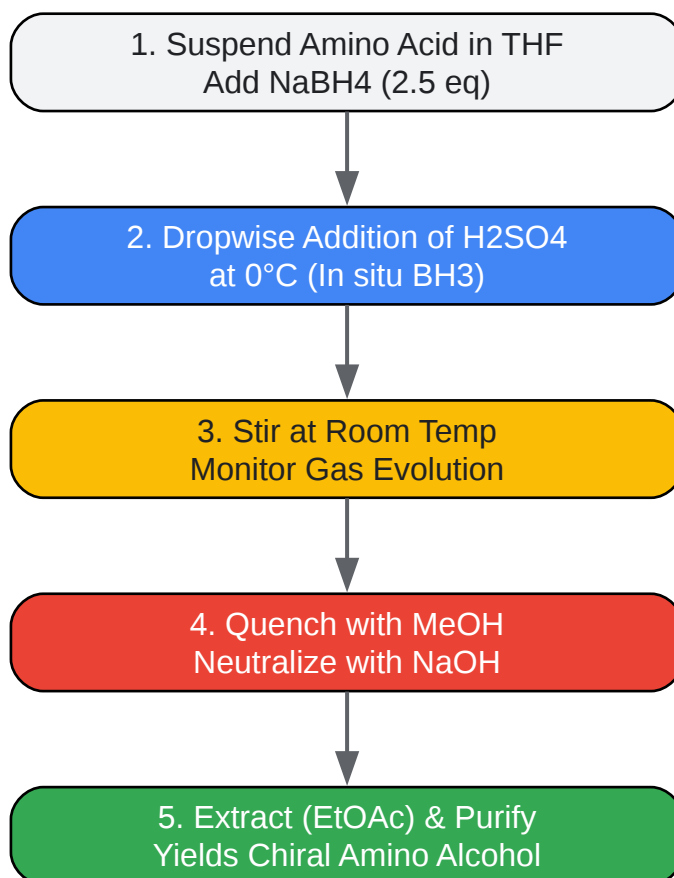 1. Suspend Amino Acid in THF
Add NaBH4 (2.5 eq)
2. Dropwise Addition of H2SO4
at 0°C (In situ BH3)
3. Stir at Room Temp
Monitor Gas Evolution
4. Quench with MeOH
Neutralize with NaOH
5. Extract (EtOAc) & Purify
Yields Chiral Amino Alcohol